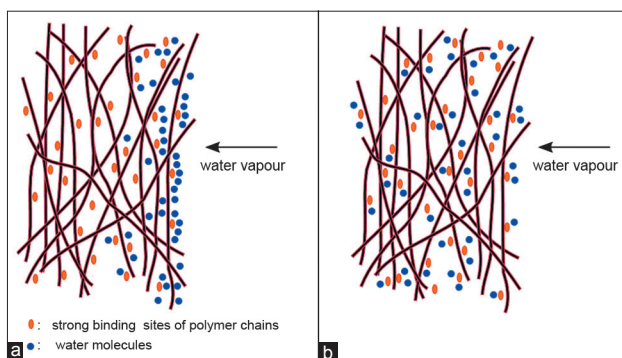 water vapour
: strong binding sites of polymer chains
: water molecules
a
water vapour
b